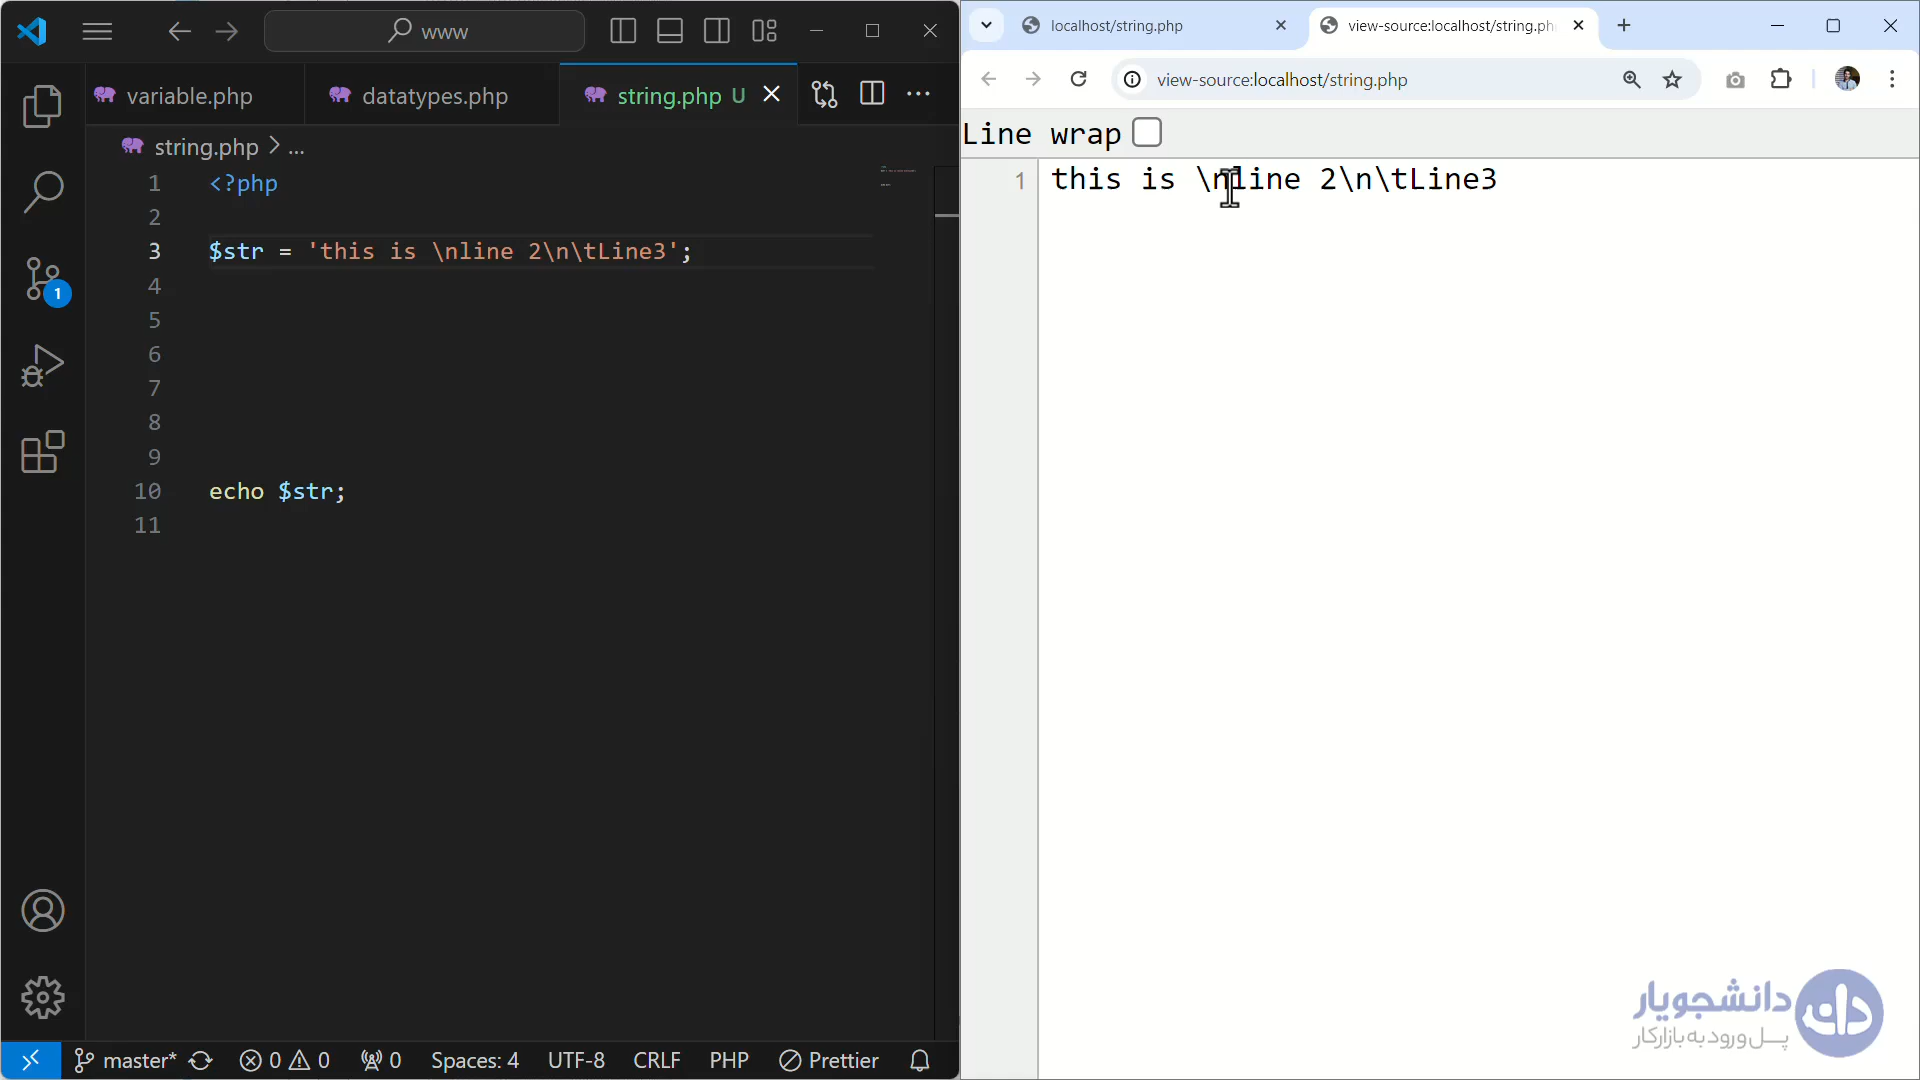 www
variable.php
datatypes.php
string.php U
string.php > ...
1 <?php
2
3 $str = 'this is \nline 2\n\tLine3';
4
5
6
7
8
9
10 echo $str;
11
1
master* 0 0 0 Spaces: 4 UTF-8 CRLF PHP Prettier
localhost/string.php
view-source:localhost/string.ph
view-source:localhost/string.php
Line wrap
1 this is \nline 2\n\tLine3
دانشجویار
پل ورود به بازار کار